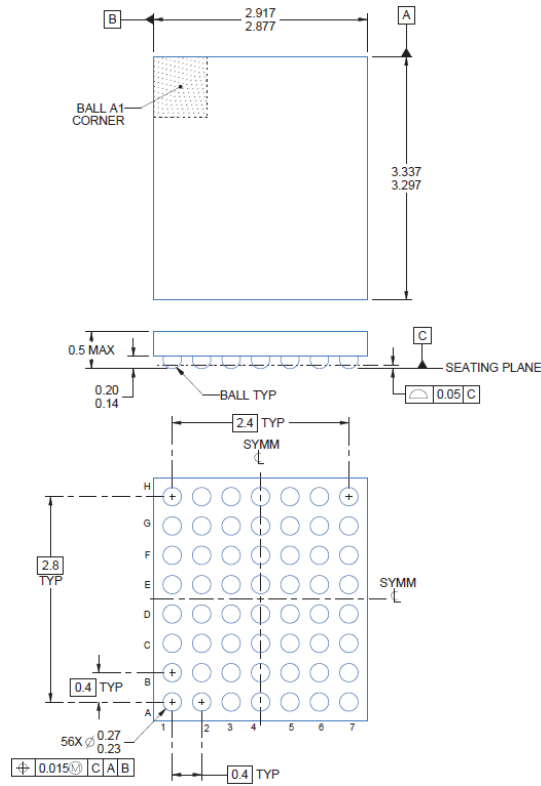 B
2.917
2.877
A
BALL A1
CORNER
3.337
3.297
0.5 MAX
C
SEATING PLANE
0.20
0.14
BALL TYP
0.05 C
2.4 TYP
SYMM
℄
H
G
F
E
D
C
B
A
2.8
TYP
SYMM
℄
0.4 TYP
1 2 3 4 5 6 7
56X ⌀ 0.27
0.23
⌖ 0.015Ⓜ C A B
0.4 TYP